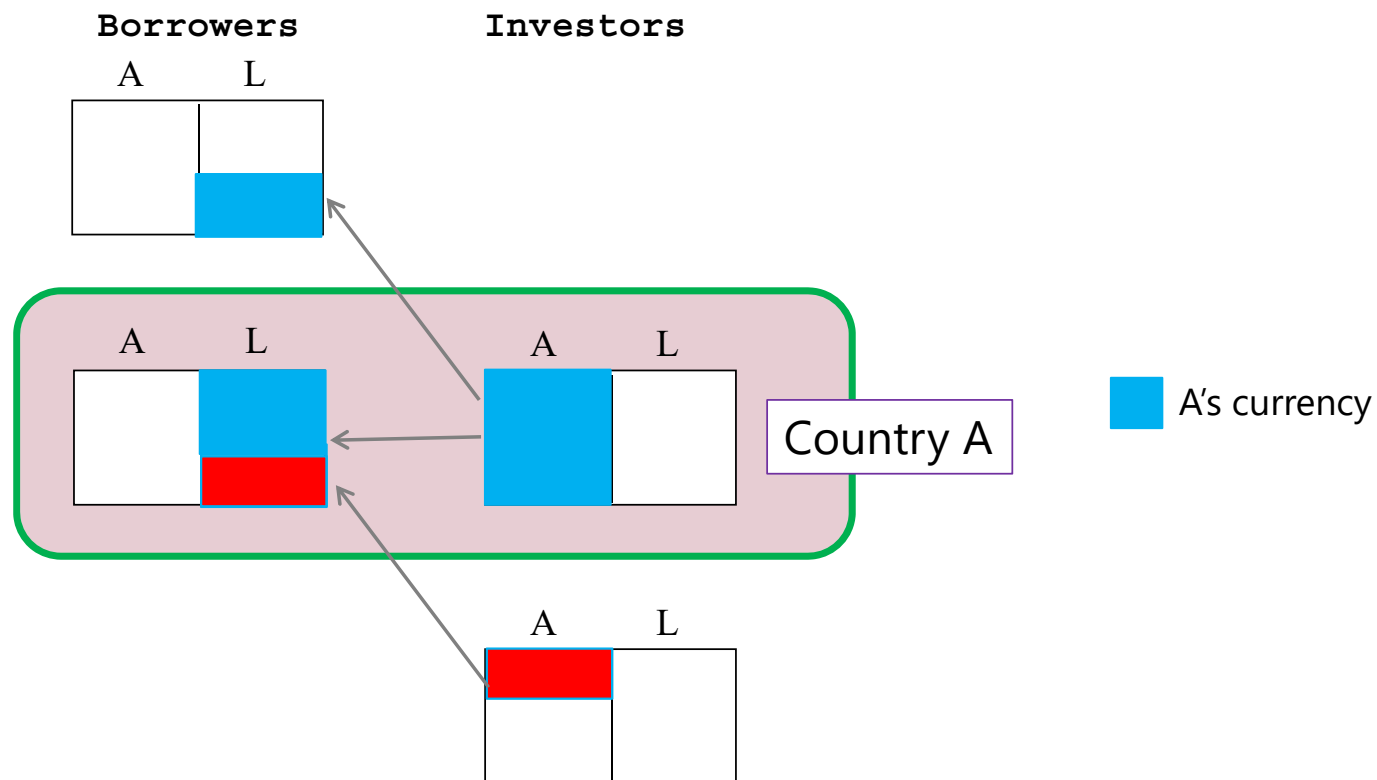 Borrowers Investors
A L
A L A L
Country A
A's currency
A L